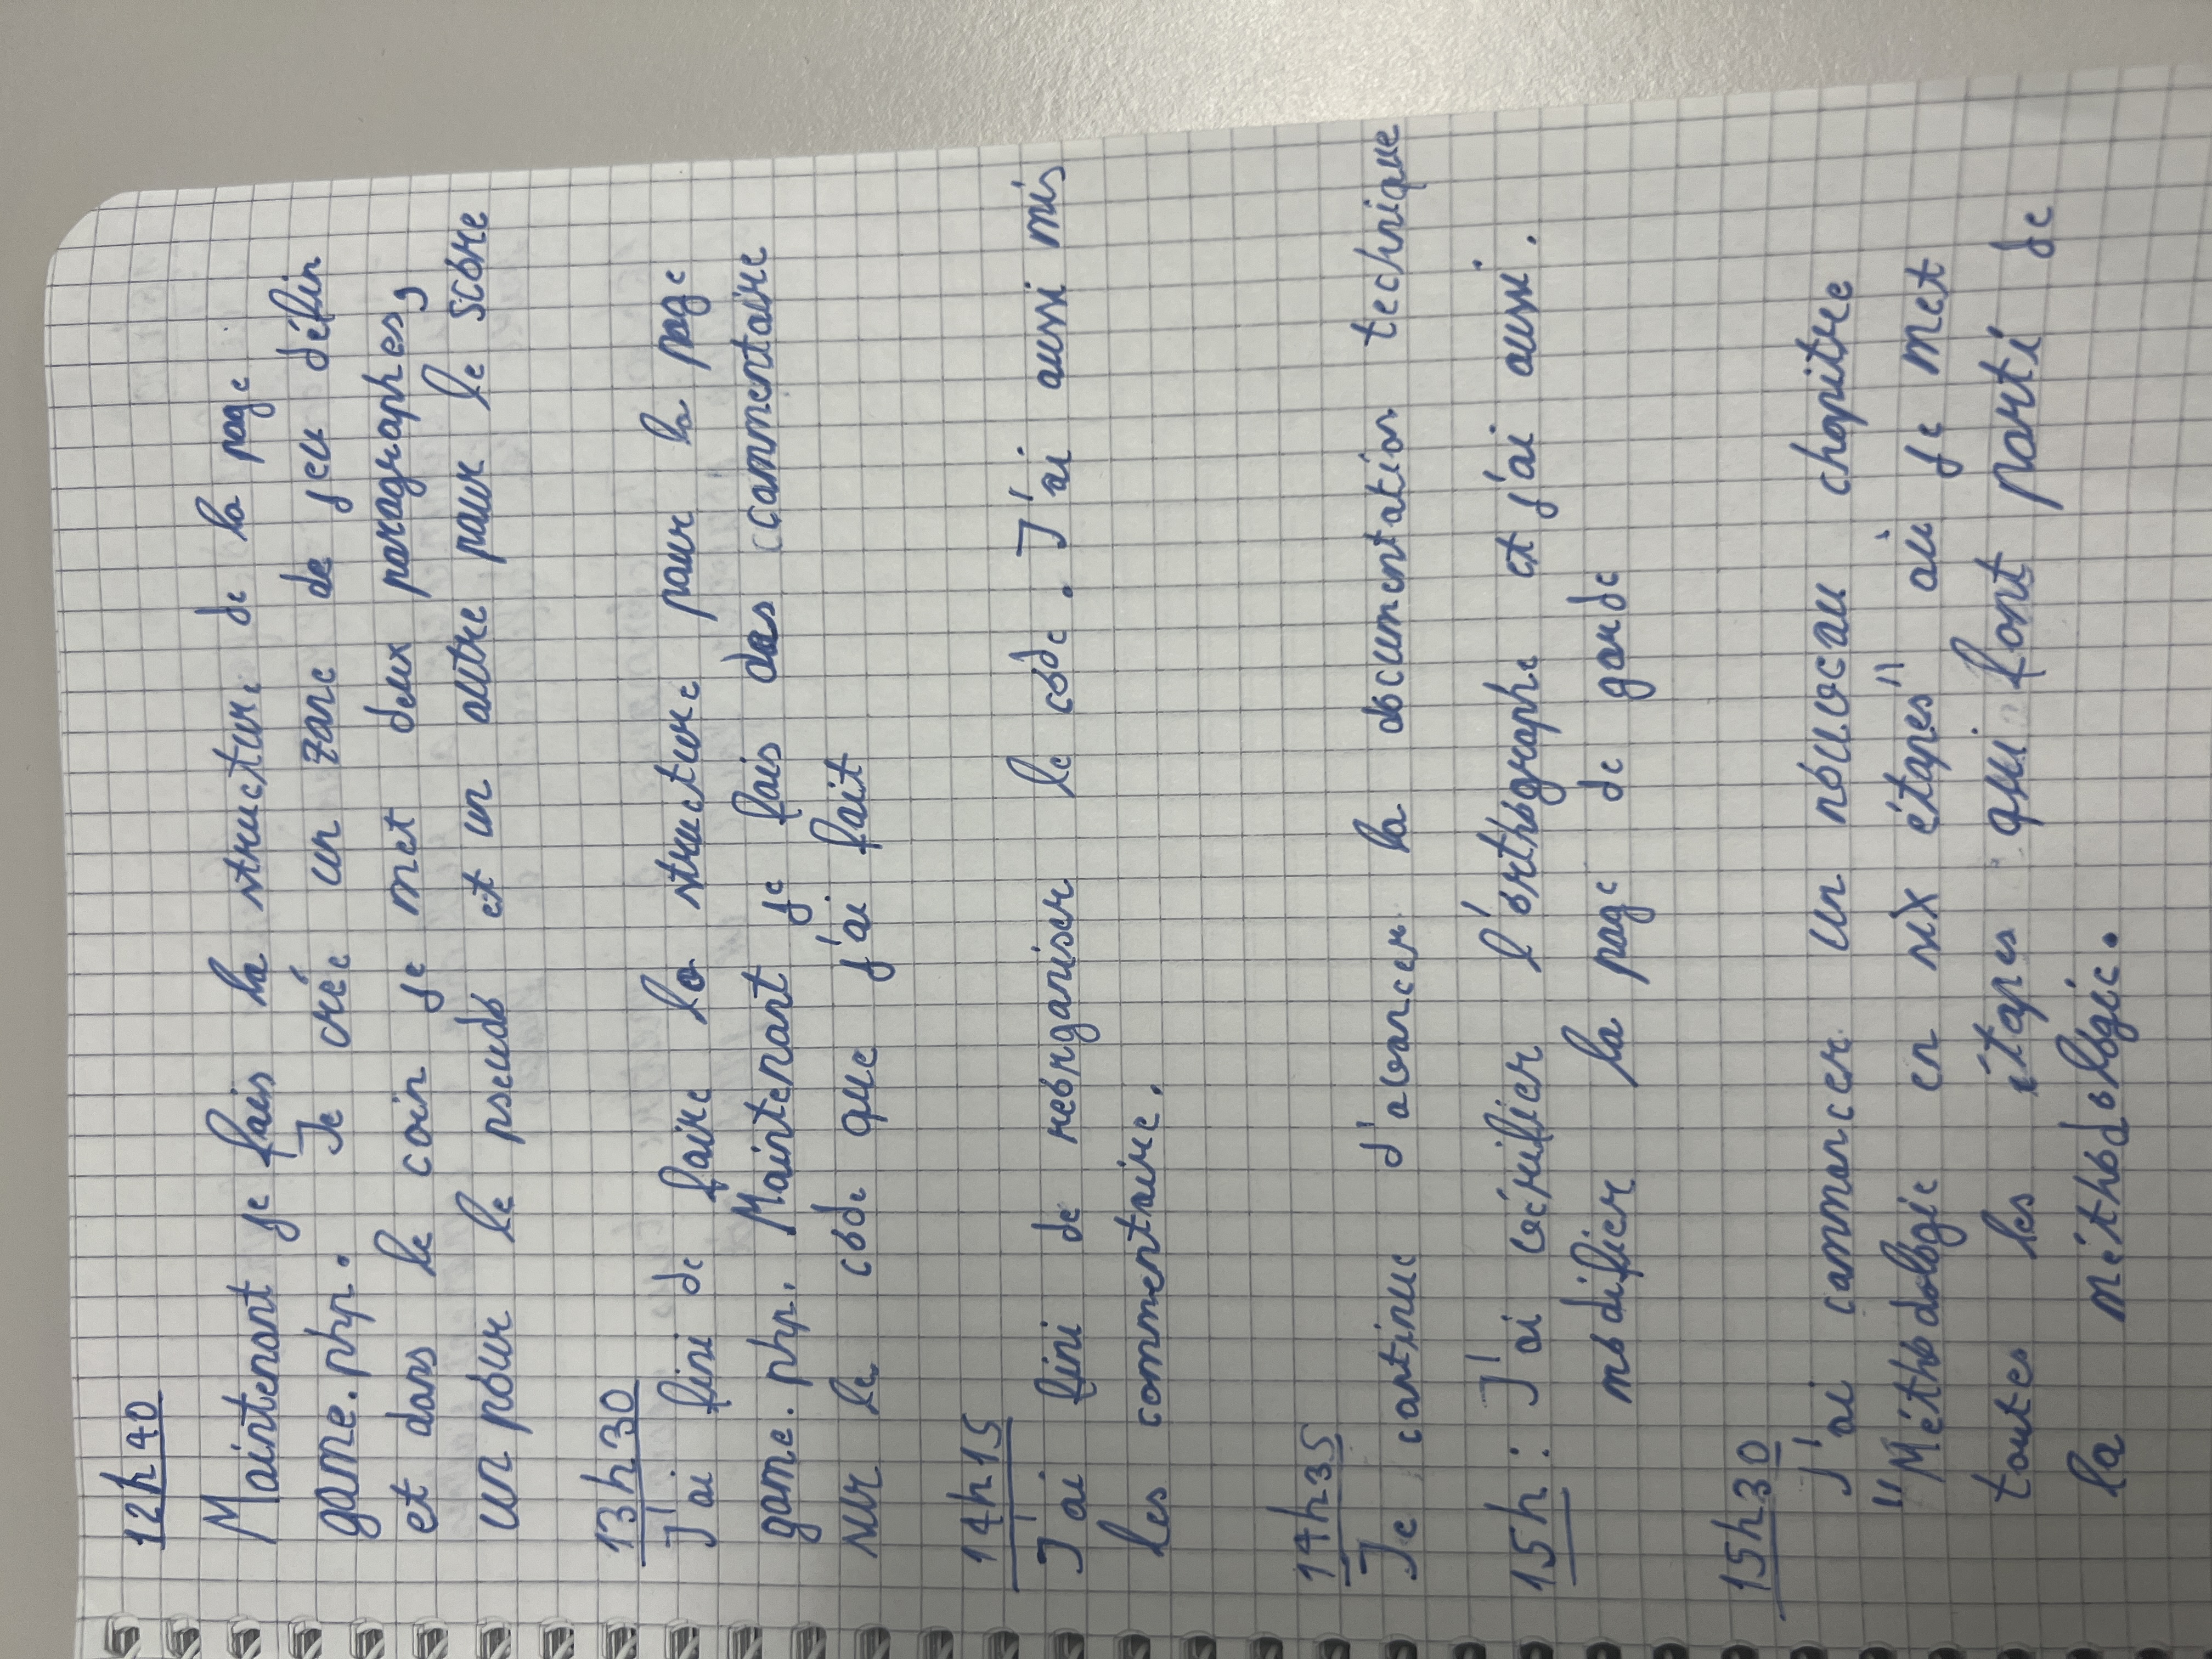 12h40
Maintenant je fais la structure de la page
game.php. Je crée un zone de jeu défin
et dans le coin je met deux paragraphes,
un pour le pseudo et un autre pour le score
13h30
J'ai fini de faire la structure pour la page
game.php. Maintenant je fais des commentaire
sur le code que j'ai fait
14h15
J'ai fini de reorganiser le code. J'ai aussi mis
les commentaire.
14h35
Je continue d'avancer la documentation technique
15h : J'ai vérifier l'orthographe et j'ai aussi.
modifier la page de garde
15h30
J'ai commancer un nouveau chapitre
"Méthodologie en six étapes" où je met
toutes les étapes qui font parti de
la méthodologie.